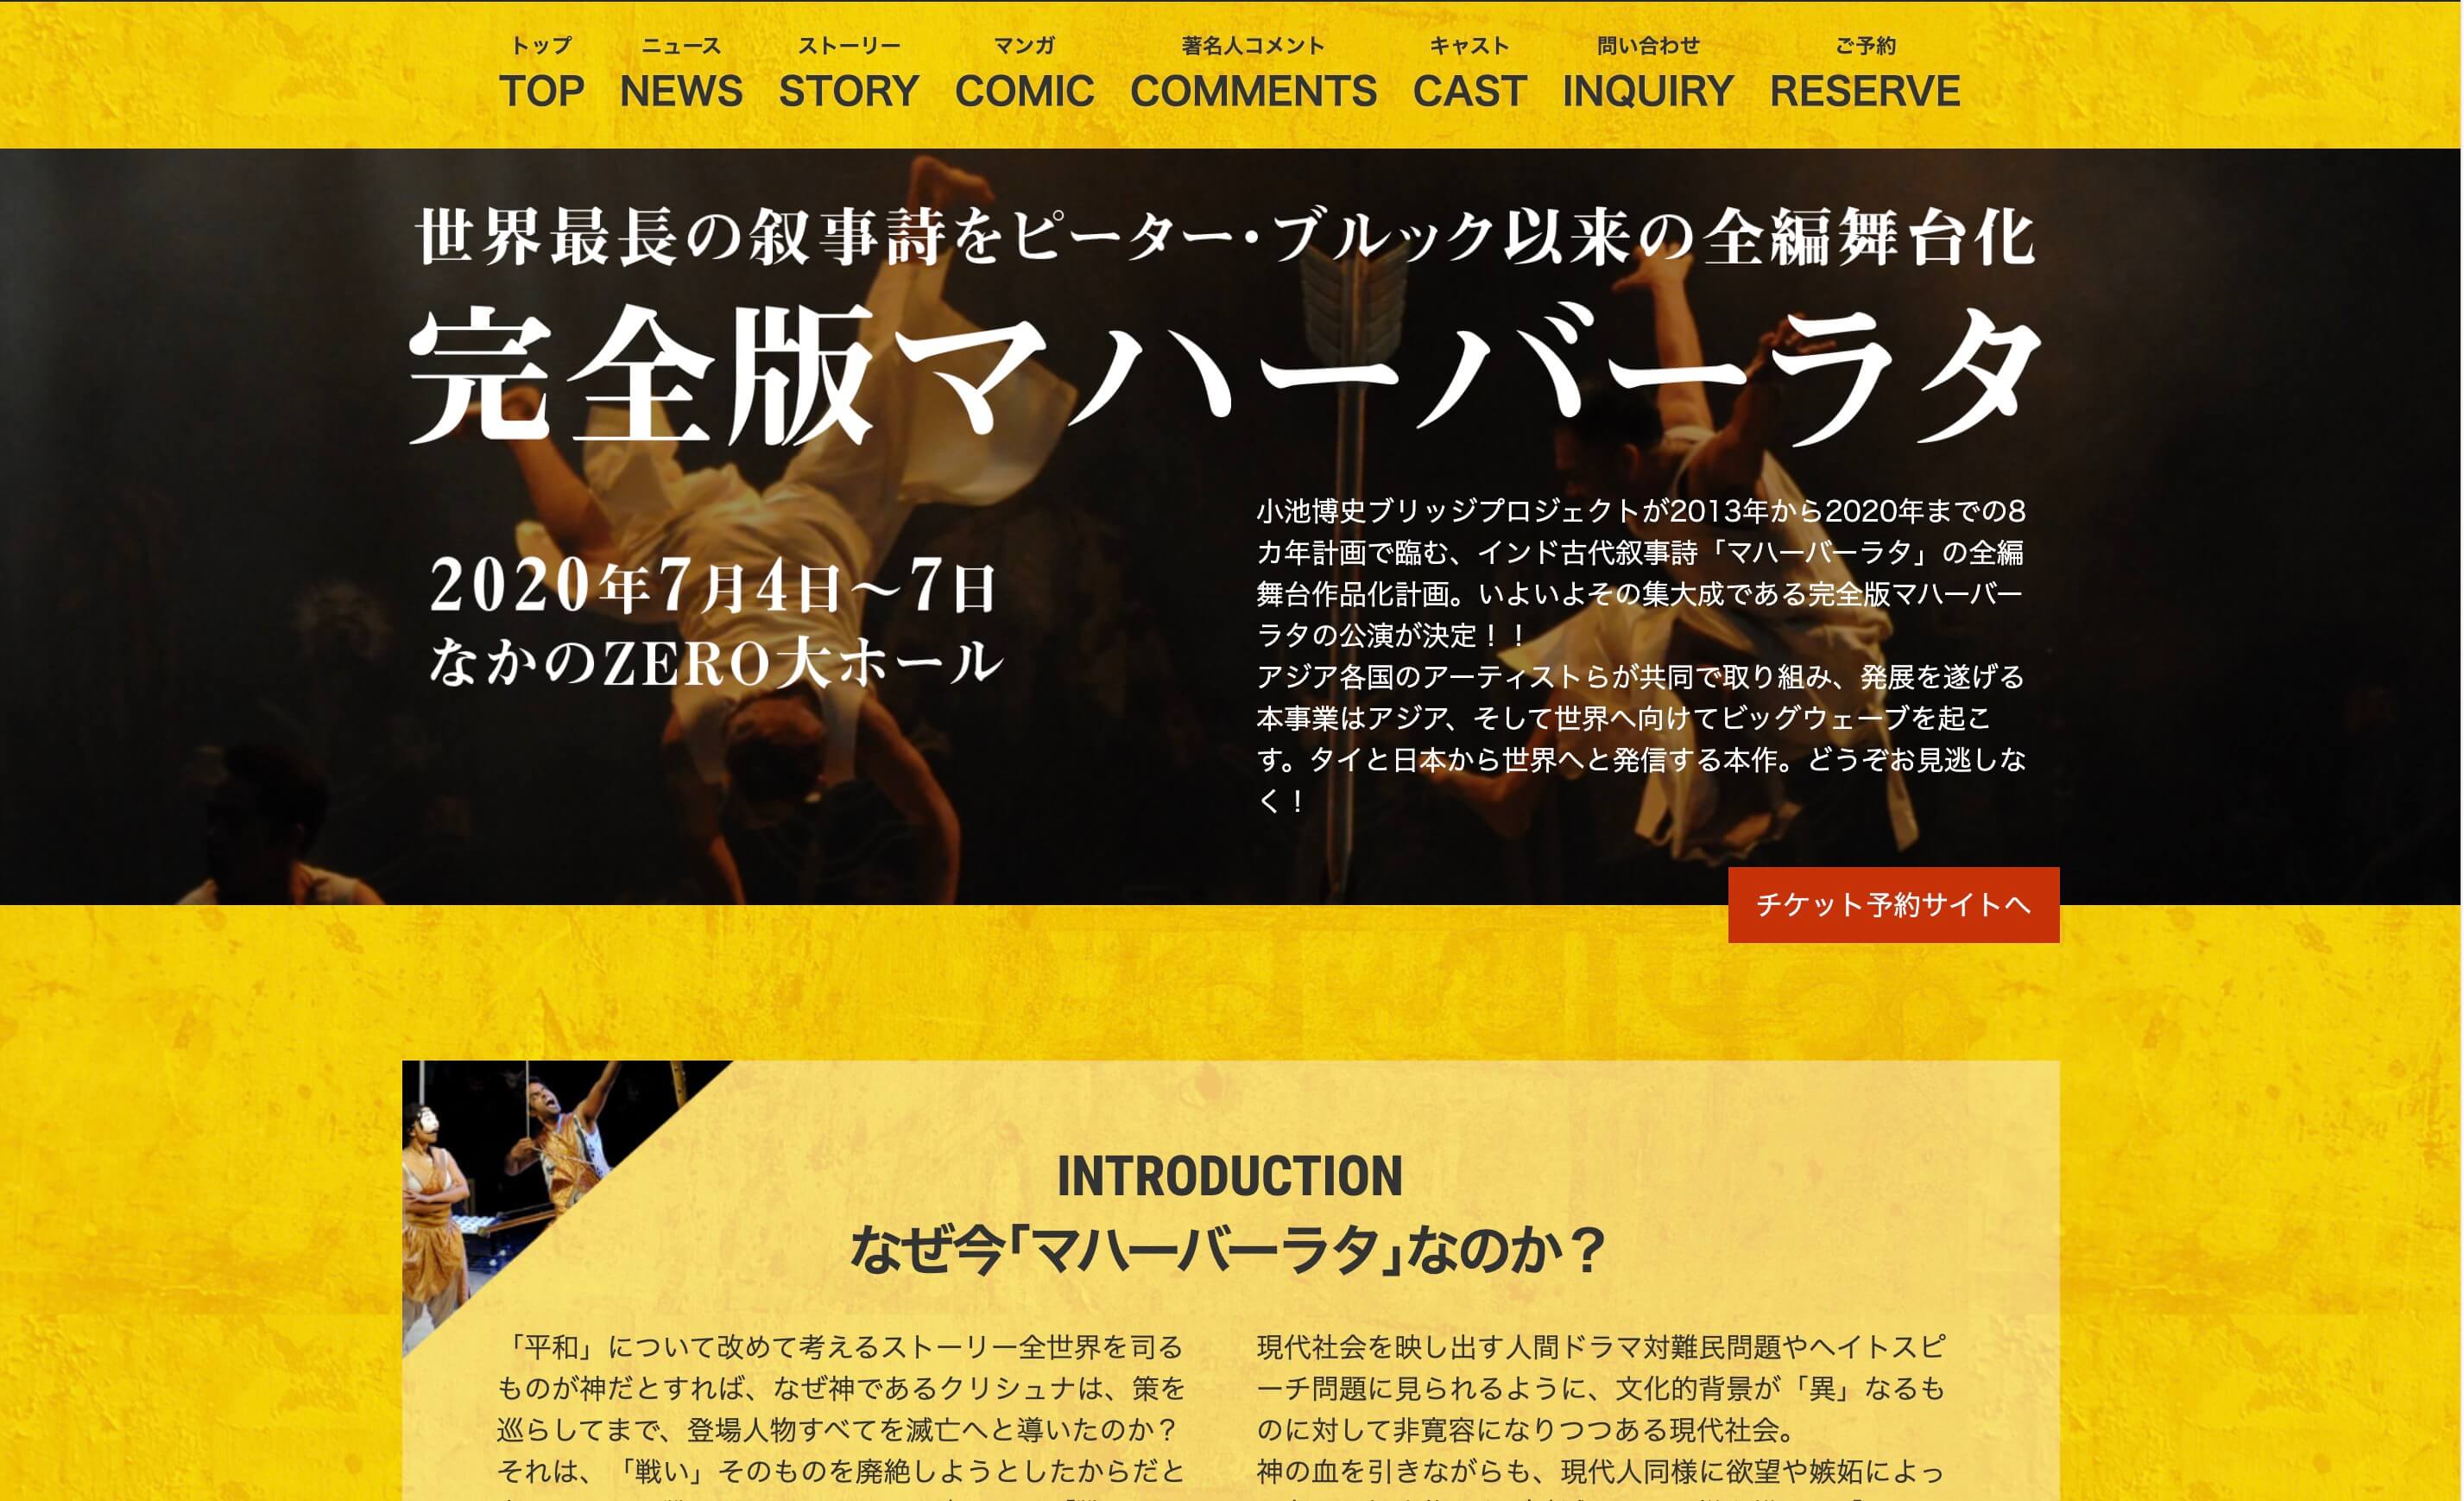 トップ ニュース ストーリー マンガ 著名人コメント キャスト 問い合わせ ご予約
TOP NEWS STORY COMIC COMMENTS CAST INQUIRY RESERVE
世界最長の叙事詩をピーター・ブルック以来の全編舞台化
完全版マハーバーラタ
2020年7月4日〜7日
なかのZERO大ホール
小池博史ブリッジプロジェクトが2013年から2020年までの8
カ年計画で臨む、インド古代叙事詩「マハーバーラタ」の全編
舞台作品化計画。いよいよその集大成である完全版マハーバー
ラタの公演が決定！！
アジア各国のアーティストらが共同で取り組み、発展を遂げる
本事業はアジア、そして世界へ向けてビッグウェーブを起こ
す。タイと日本から世界へと発信する本作。どうぞお見逃しな
く！
チケット予約サイトへ
INTRODUCTION
なぜ今「マハーバーラタ」なのか？
「平和」について改めて考えるストーリー全世界を司る
ものが神だとすれば、なぜ神であるクリシュナは、策を
巡らしてまで、登場人物すべてを滅亡へと導いたのか？
それは、「戦い」そのものを廃絶しようとしたからだと
現代社会を映し出す人間ドラマ対難民問題やヘイトスピ
ーチ問題に見られるように、文化的背景が「異」なるも
のに対して非寛容になりつつある現代社会。
神の血を引きながらも、現代人同様に欲望や嫉妬によっ